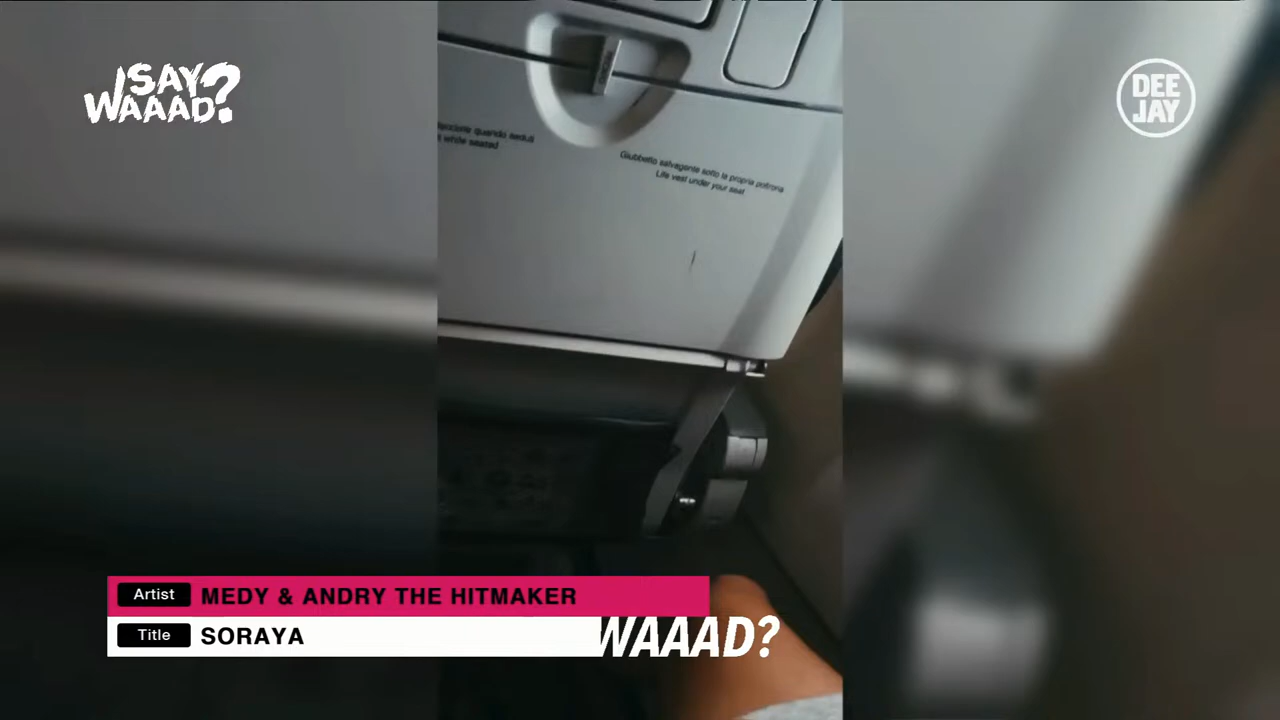 SAY
WAAAD?
DEE
JAY
while seated
Giubbetto salvagente sotto la propria poltrona
Life vest under your seat
Artist MEDY & ANDRY THE HITMAKER
Title SORAYA
WAAAD?